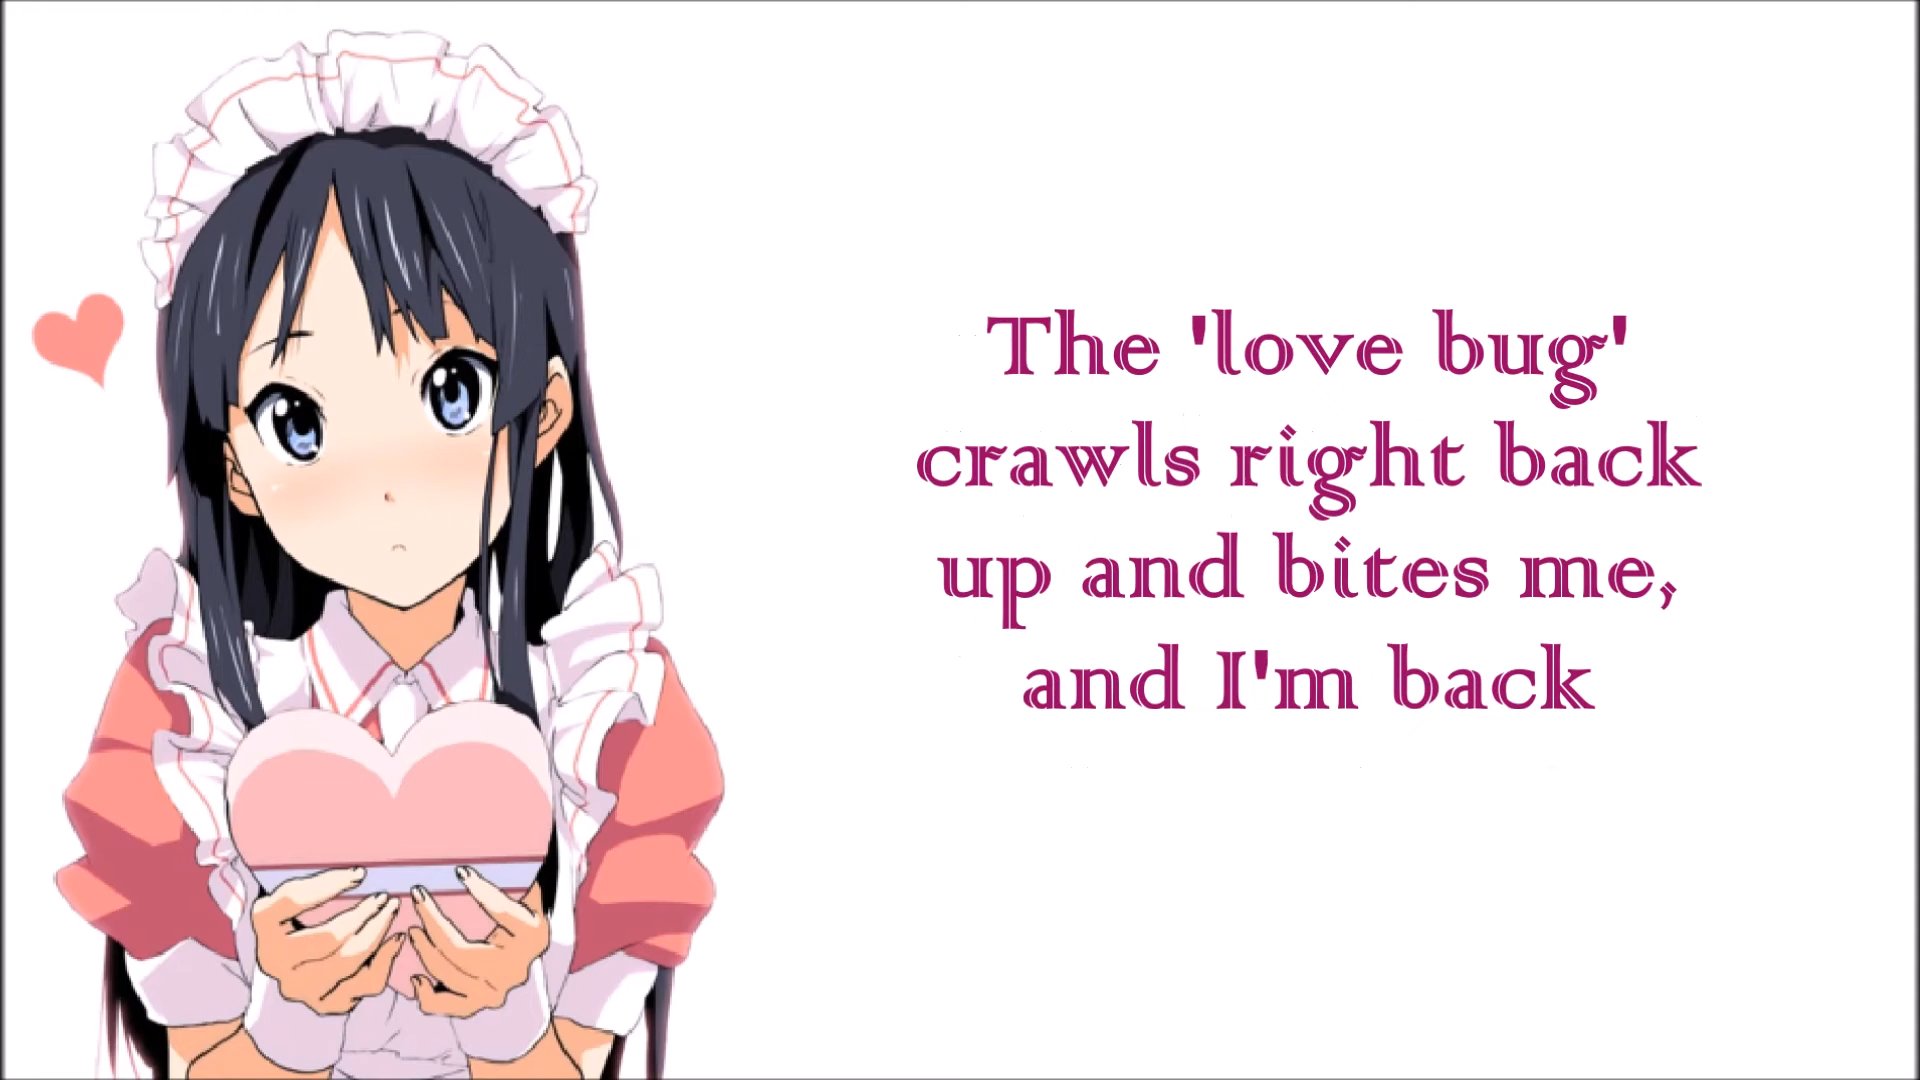 The 'love bug'
crawls right back
up and bites me,
and I'm back